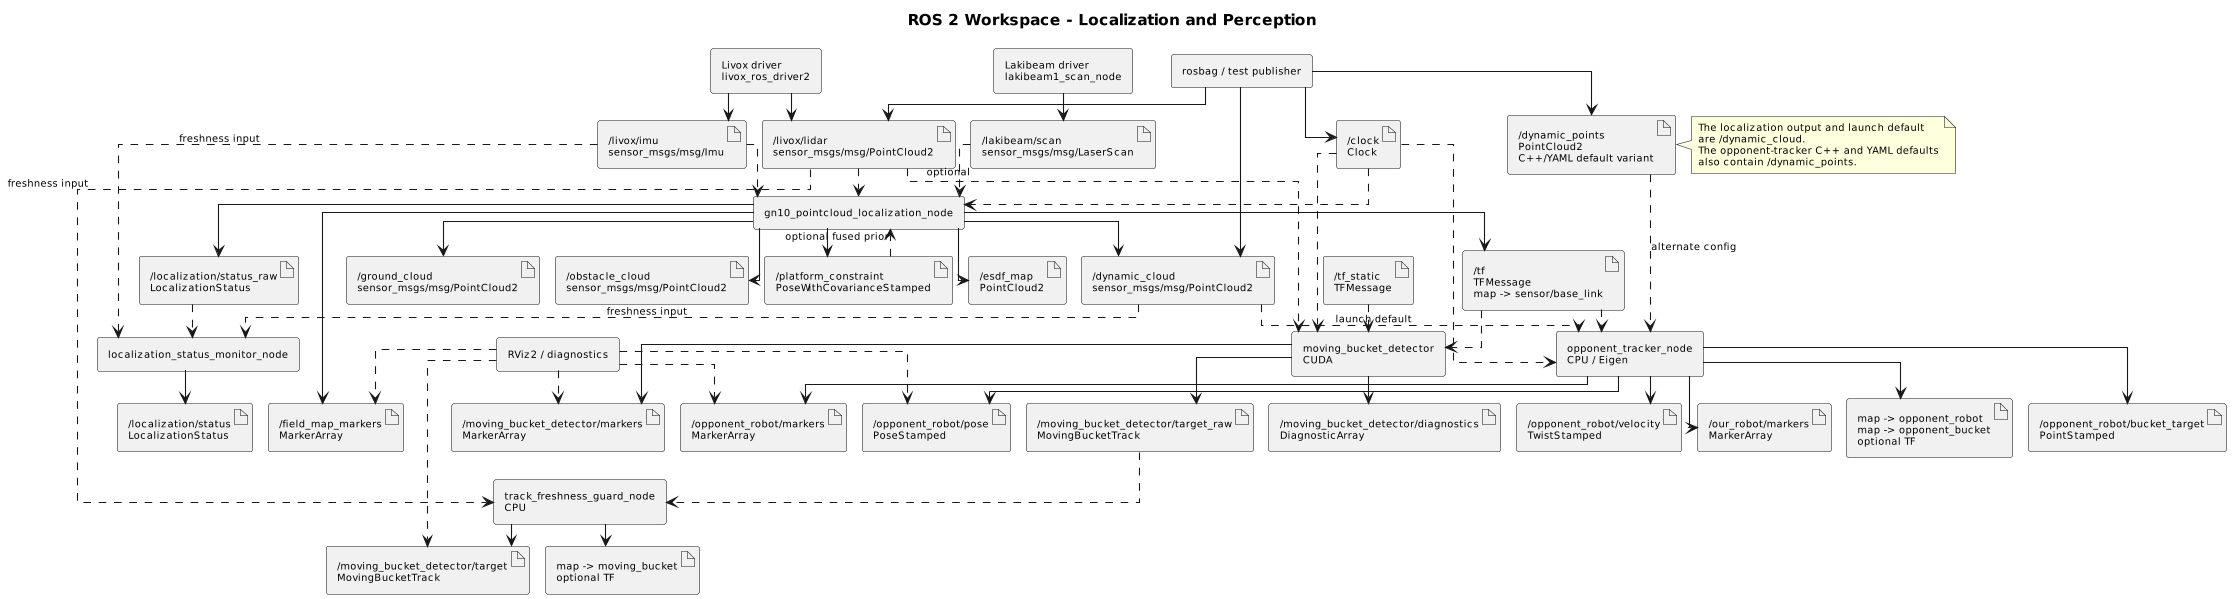 ROS 2 Workspace - Localization and Perception
Livox driver
livox_ros_driver2
Lakibeam driver
lakibeam1_scan_node
rosbag / test publisher
/livox/imu
sensor_msgs/msg/Imu
/livox/lidar
sensor_msgs/msg/PointCloud2
/lakibeam/scan
sensor_msgs/msg/LaserScan
/clock
Clock
/dynamic_points
PointCloud2
C++/YAML default variant
The localization output and launch default
are /dynamic_cloud.
The opponent-tracker C++ and YAML defaults
also contain /dynamic_points.
freshness input
freshness input
optional
gn10_pointcloud_localization_node
optional fused prior
alternate config
/localization/status_raw
LocalizationStatus
/ground_cloud
sensor_msgs/msg/PointCloud2
/obstacle_cloud
sensor_msgs/msg/PointCloud2
/platform_constraint
PoseWithCovarianceStamped
/esdf_map
PointCloud2
/dynamic_cloud
sensor_msgs/msg/PointCloud2
/tf_static
TFMessage
/tf
TFMessage
map -> sensor/base_link
freshness input
launch default
localization_status_monitor_node
RViz2 / diagnostics
moving_bucket_detector
CUDA
opponent_tracker_node
CPU / Eigen
/localization/status
LocalizationStatus
/field_map_markers
MarkerArray
/moving_bucket_detector/markers
MarkerArray
/opponent_robot/markers
MarkerArray
/opponent_robot/pose
PoseStamped
/moving_bucket_detector/target_raw
MovingBucketTrack
/moving_bucket_detector/diagnostics
DiagnosticArray
/opponent_robot/velocity
TwistStamped
/our_robot/markers
MarkerArray
map -> opponent_robot
map -> opponent_bucket
optional TF
/opponent_robot/bucket_target
PointStamped
track_freshness_guard_node
CPU
/moving_bucket_detector/target
MovingBucketTrack
map -> moving_bucket
optional TF